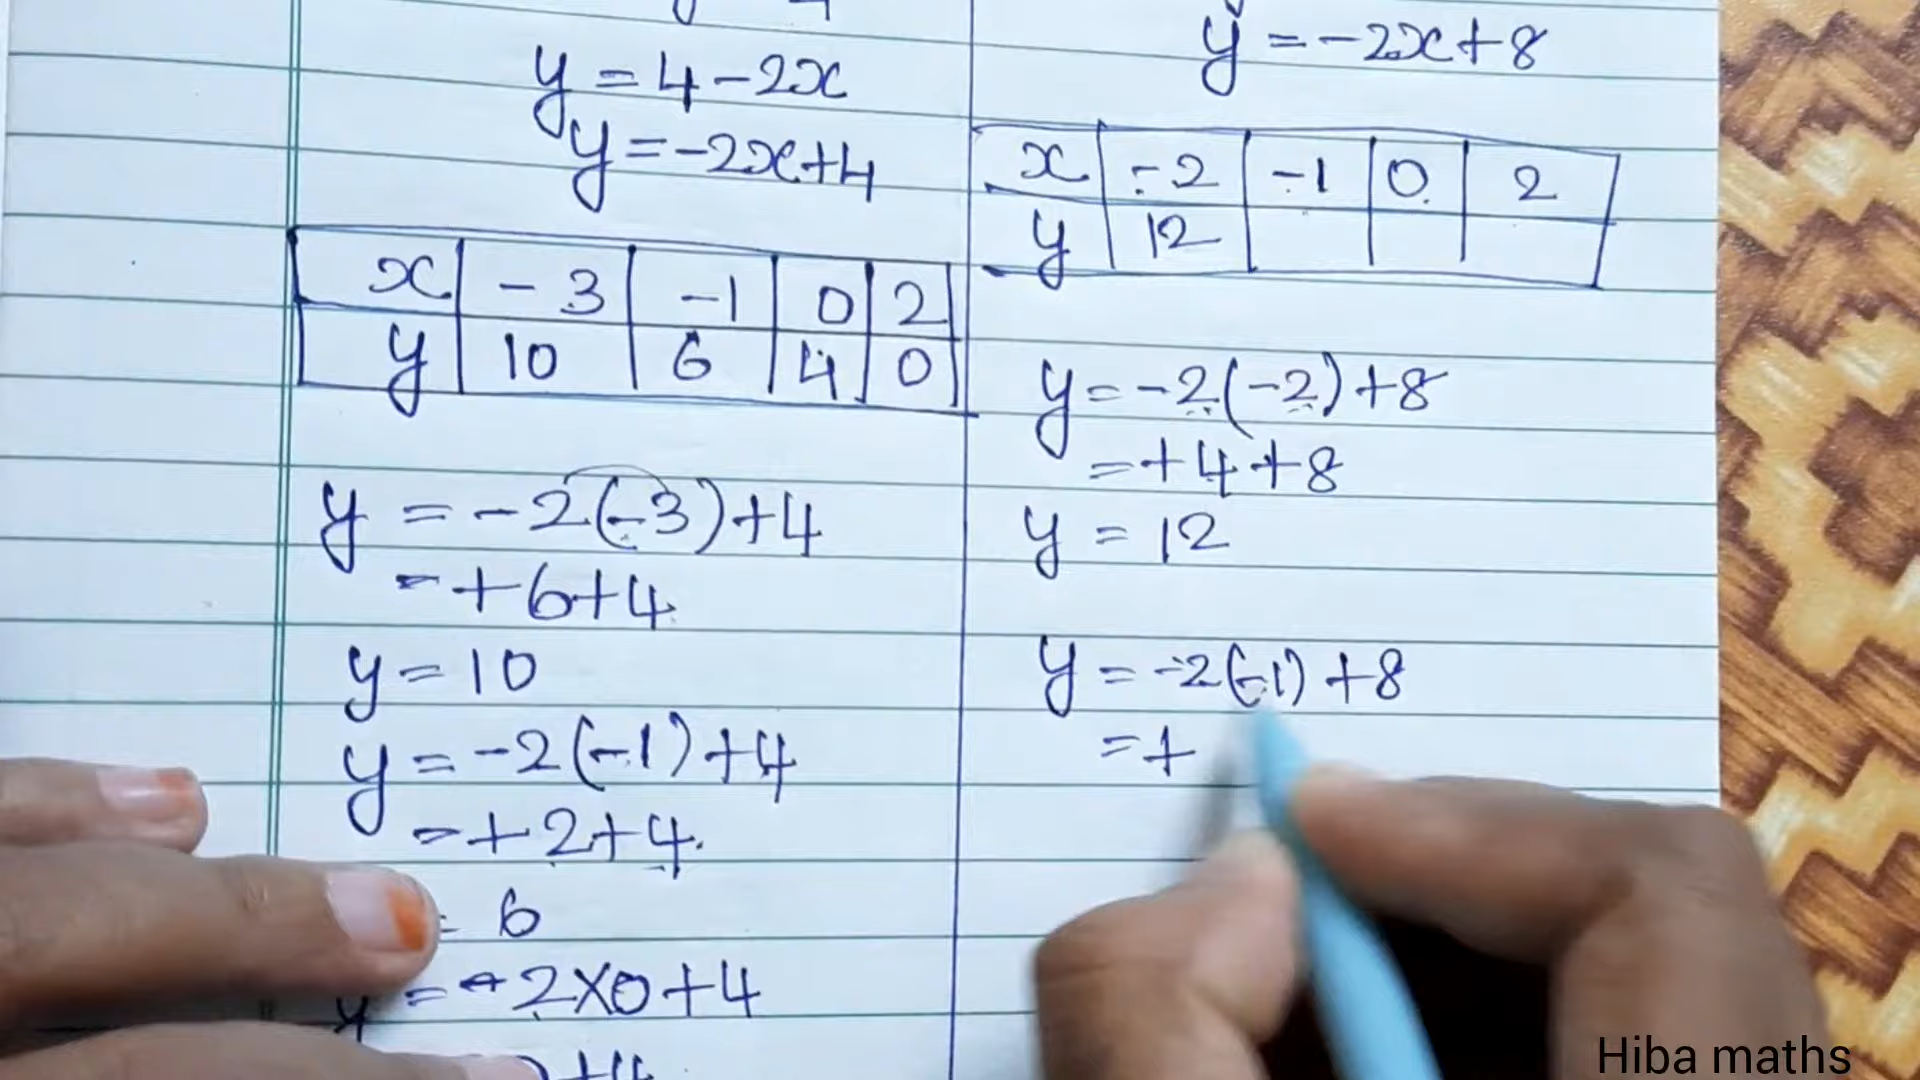 y = 4 - 2x
y = -2x+4
x | -3 | -1 | 0 | 2
y | 10 | 6 | 4 | 0
y = -2(-3)+4
= +6+4
y = 10
y = -2(-1)+4
= +2+4
6
y = -2×0+4
+4
y = -2x+8
x | -2 | -1 | 0 | 2
y | 12
y = -2(-2)+8
= +4+8
y = 12
y = -2(-1)+8
= +
Hiba maths